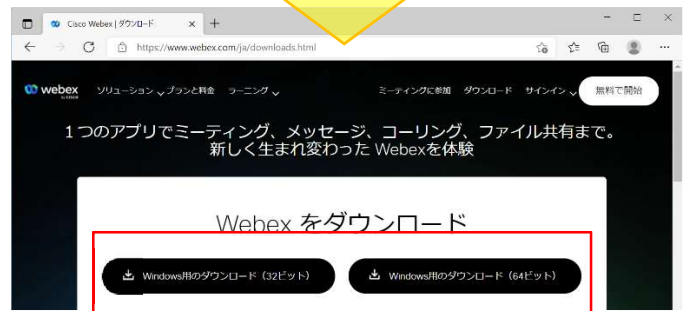 Cisco Webex | ダウンロード
https://www.webex.com/ja/downloads.html
webex ソリューション プランと料金 ラーニング ミーティングに参加 ダウンロード サインイン 無料で開始
by CISCO
1つのアプリでミーティング、メッセージ、コーリング、ファイル共有まで。
新しく生まれ変わった Webexを体験
Webex をダウンロード
Windows用のダウンロード（32ビット） Windows用のダウンロード（64ビット）